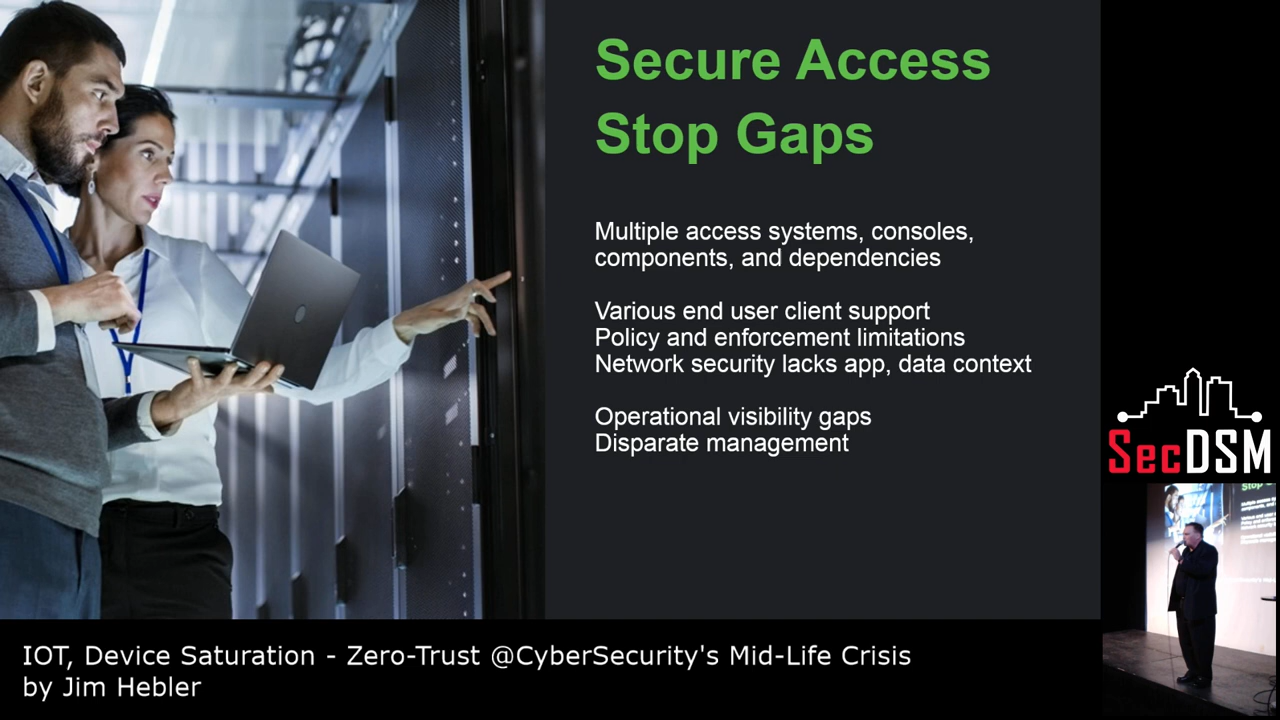 Secure Access
Stop Gaps
Multiple access systems, consoles,
components, and dependencies
Various end user client support
Policy and enforcement limitations
Network security lacks app, data context
Operational visibility gaps
Disparate management
SecDSM
IOT, Device Saturation - Zero-Trust @CyberSecurity's Mid-Life Crisis
by Jim Hebler